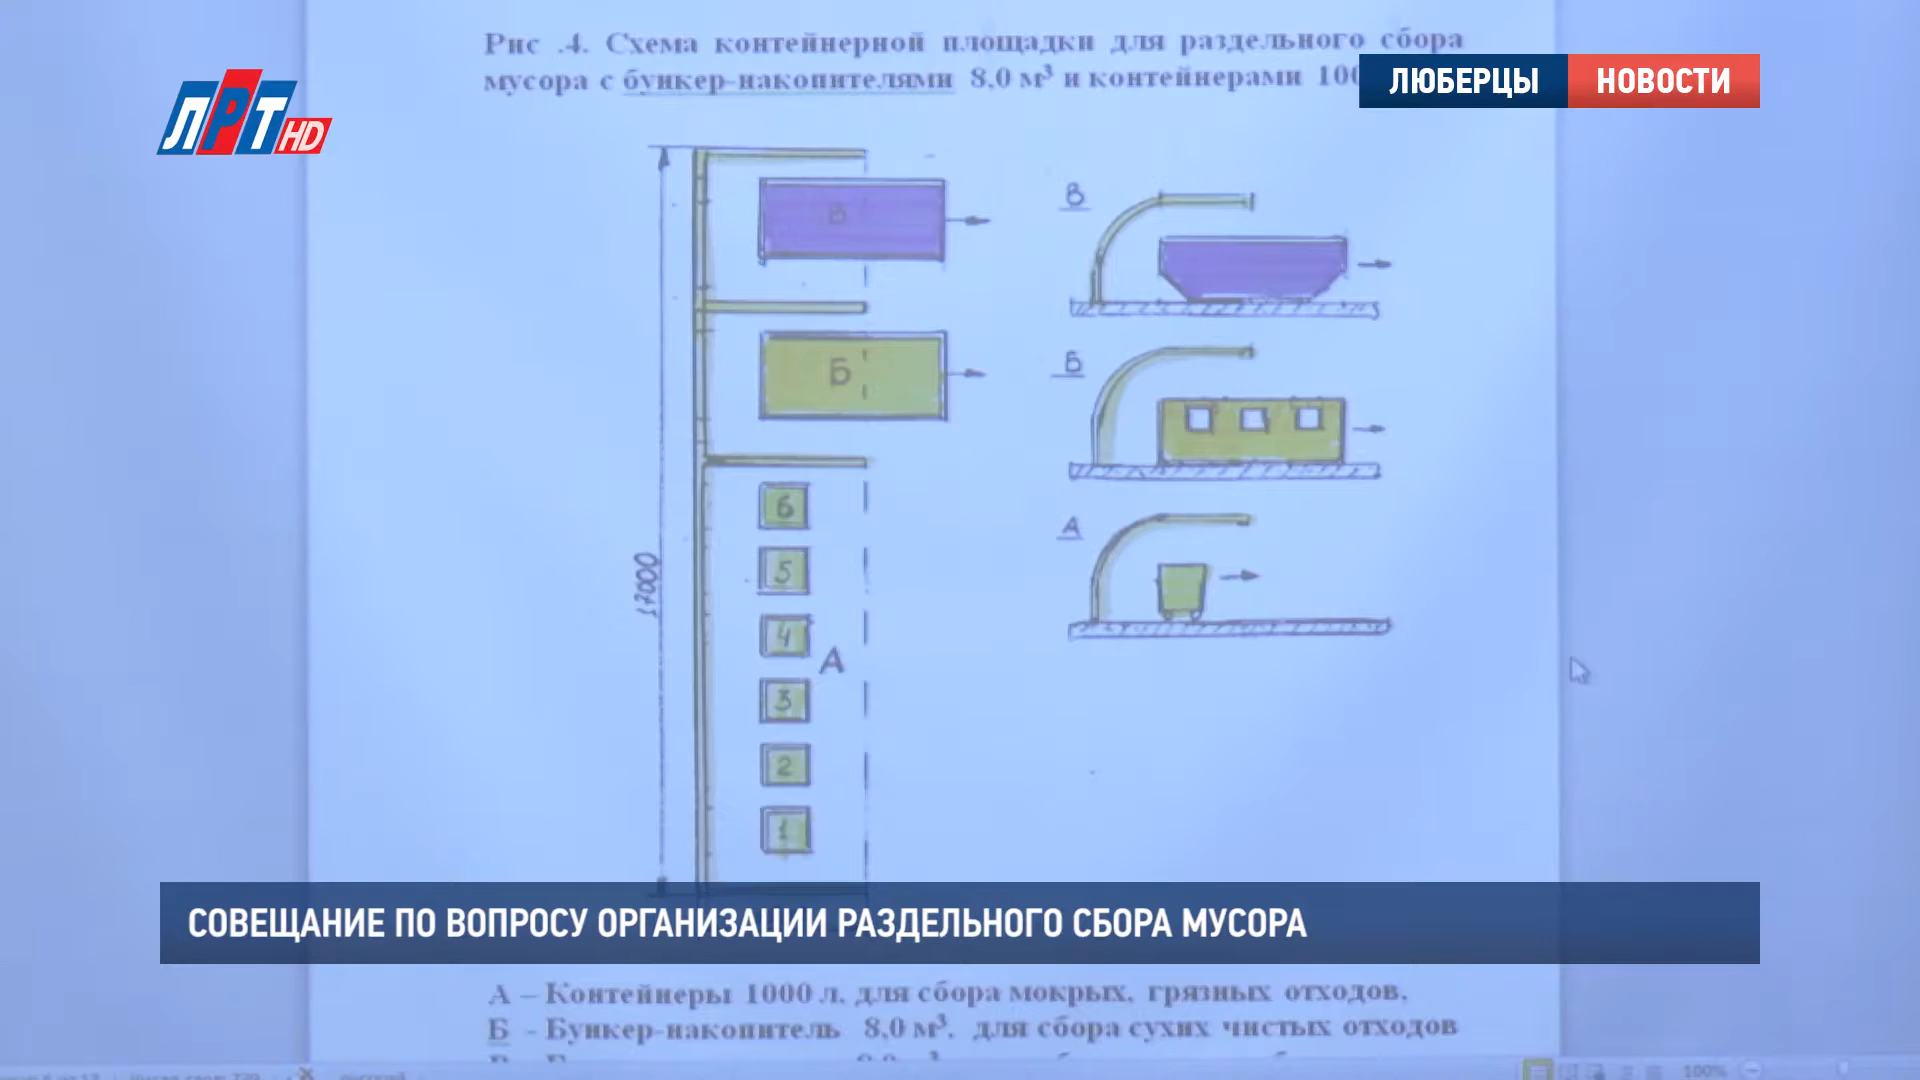 Рис .4. Схема контейнерной площадки для раздельного сбора
мусора с бункер-накопителями 8,0 м³ и контейнерами
ЛЮБЕРЦЫ НОВОСТИ
ЛРТ HD
В
В
Б
Б
6
5
А
17000
4
А
3
2
1
СОВЕЩАНИЕ ПО ВОПРОСУ ОРГАНИЗАЦИИ РАЗДЕЛЬНОГО СБОРА МУСОРА
А – Контейнеры 1000 л. для сбора мокрых, грязных отходов,
Б - Бункер-накопитель 8,0 м³. для сбора сухих чистых отходов
100%